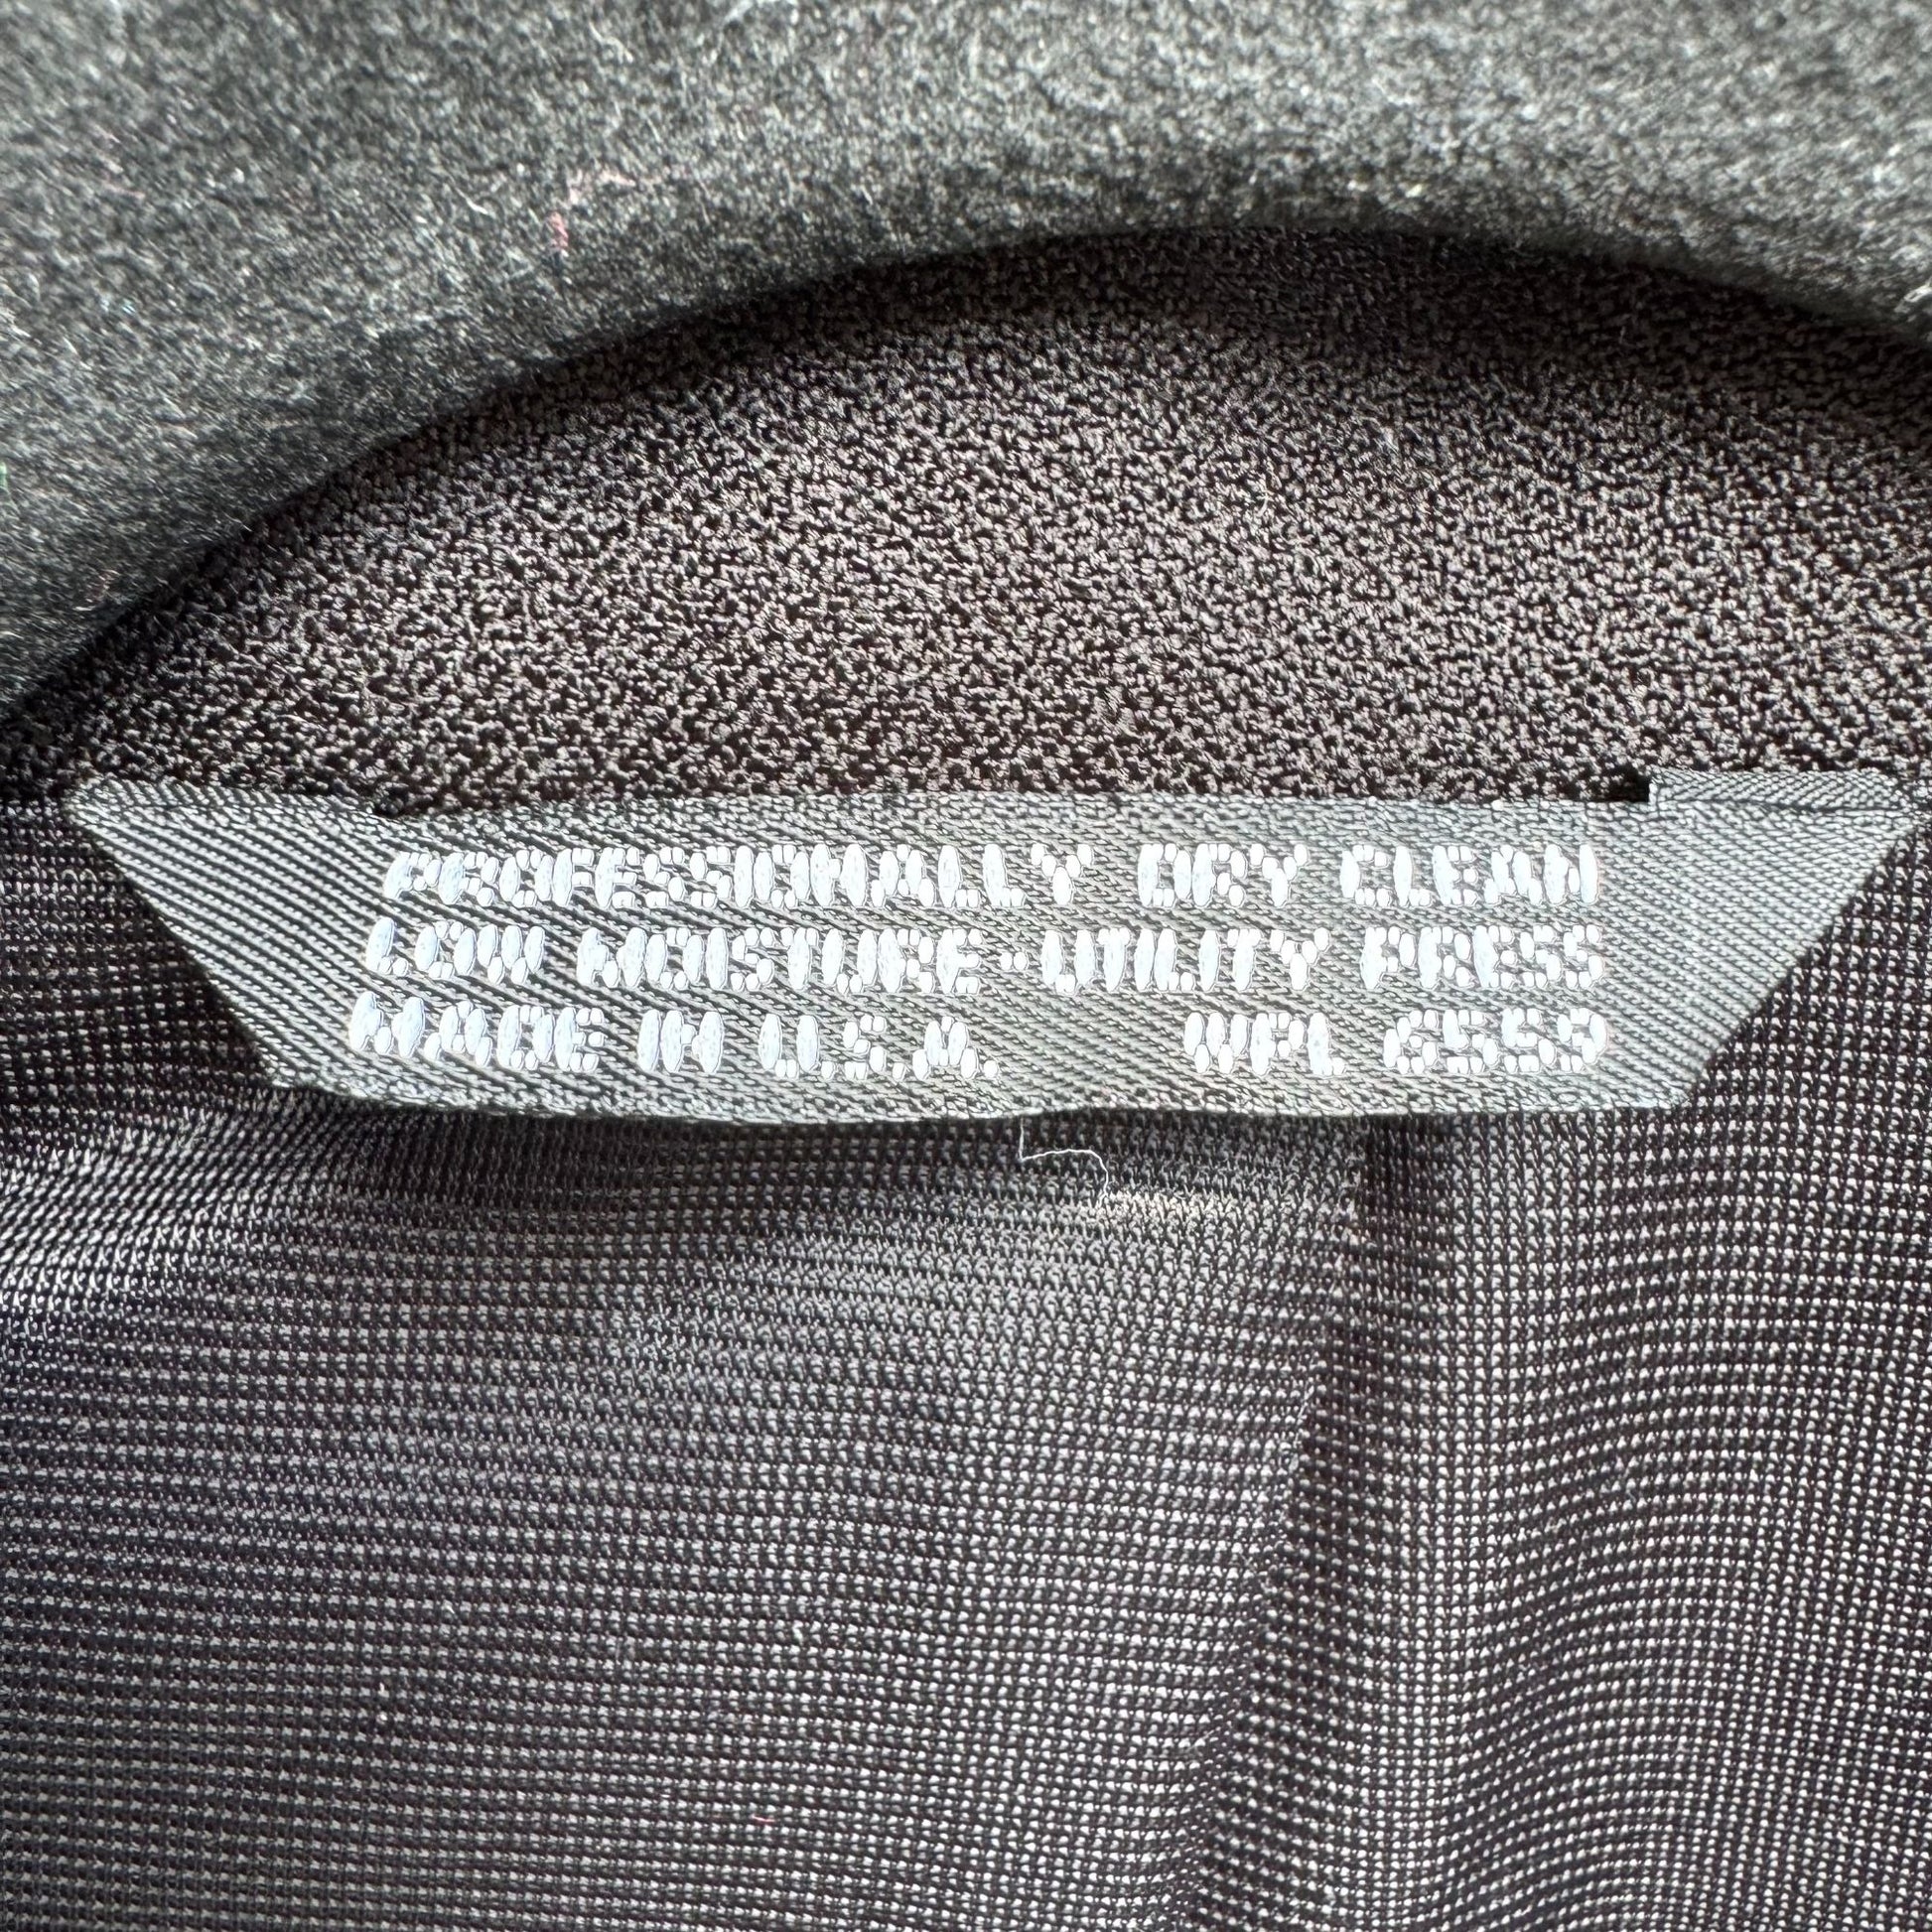 PROFESSIONALLY DRY CLEAN
LOW MOISTURE-UTILITY PRESS
MADE IN U.S.A WPL 6559